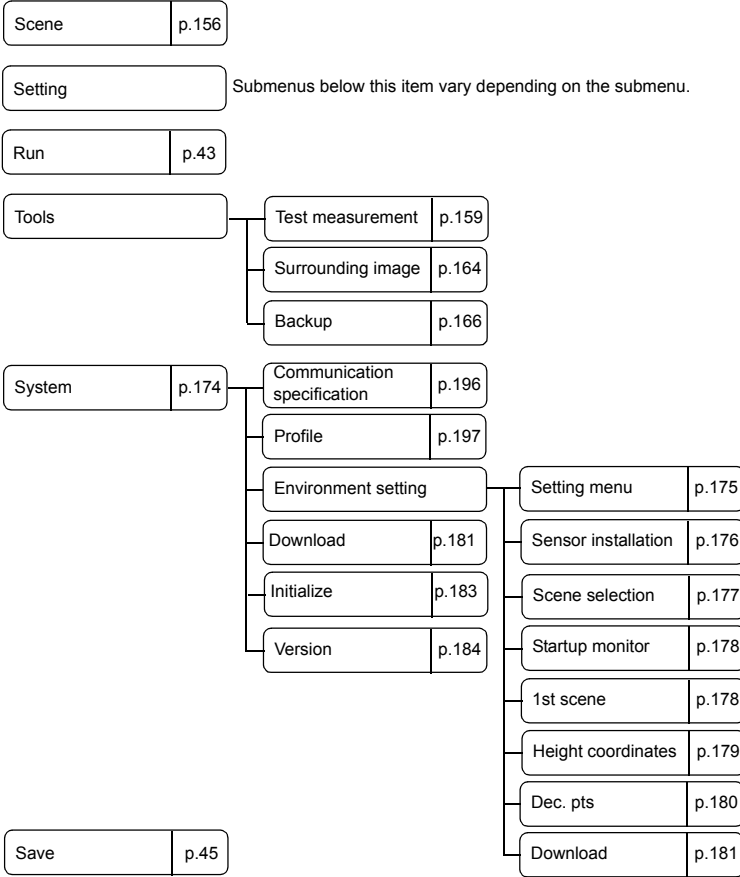 Scene p.156
Setting Submenus below this item vary depending on the submenu.
Run p.43
Tools Test measurement p.159
Surrounding image p.164
Backup p.166
System p.174 Communication
specification p.196
Profile p.197
Environment setting Setting menu p.175
Download p.181 Sensor installation p.176
Initialize p.183 Scene selection p.177
Version p.184 Startup monitor p.178
1st scene p.178
Height coordinates p.179
Dec. pts p.180
Save p.45 Download p.181